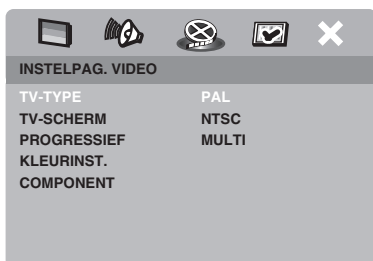 INSTELPAG. VIDEO
TV-TYPE PAL
TV-SCHERM NTSC
PROGRESSIEF MULTI
KLEURINST.
COMPONENT